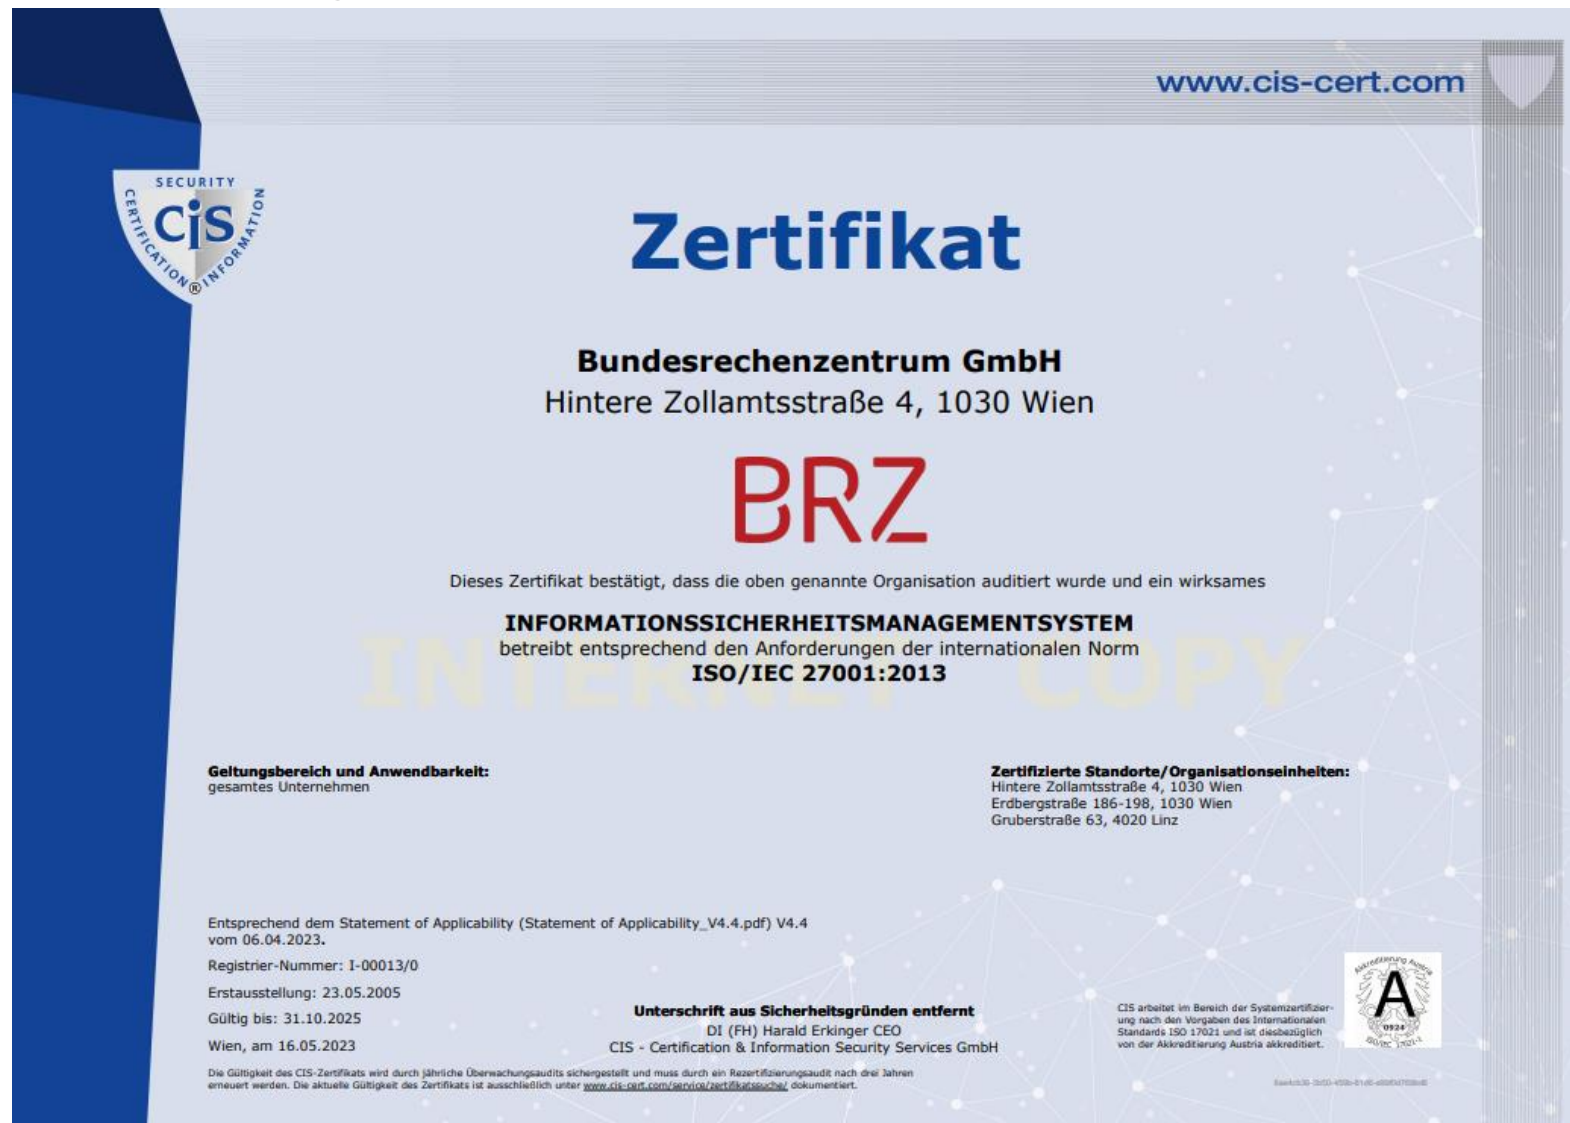 www.cis-cert.com
SECURITY
CERTIFICATION
INFORMATION
CiS
®
Zertifikat
Bundesrechenzentrum GmbH
Hintere Zollamtsstraße 4, 1030 Wien
BRZ
Dieses Zertifikat bestätigt, dass die oben genannte Organisation auditiert wurde und ein wirksames
INFORMATIONSSICHERHEITSMANAGEMENTSYSTEM
betreibt entsprechend den Anforderungen der internationalen Norm
ISO/IEC 27001:2013
INTERNET COPY
Geltungsbereich und Anwendbarkeit:
gesamtes Unternehmen
Zertifizierte Standorte/Organisationseinheiten:
Hintere Zollamtsstraße 4, 1030 Wien
Erdbergstraße 186-198, 1030 Wien
Gruberstraße 63, 4020 Linz
Entsprechend dem Statement of Applicability (Statement of Applicability_V4.4.pdf) V4.4
vom 06.04.2023.
Registrier-Nummer: I-00013/0
Erstausstellung: 23.05.2005
Gültig bis: 31.10.2025
Wien, am 16.05.2023
Unterschrift aus Sicherheitsgründen entfernt
DI (FH) Harald Erkinger CEO
CIS - Certification & Information Security Services GmbH
CIS arbeitet im Bereich der Systemzertifizier-
ung nach den Vorgaben des Internationalen
Standards ISO 17021 und ist diesbezüglich
von der Akkreditierung Austria akkreditiert.
Akkreditierung Austria
A
0924
ISO/IEC 17021-1
Die Gültigkeit des CIS-Zertifikats wird durch jährliche Überwachungsaudits sichergestellt und muss durch ein Rezertifizierungsaudit nach drei Jahren
erneuert werden. Die aktuelle Gültigkeit des Zertifikats ist ausschließlich unter www.cis-cert.com/service/zertifikatssuche/ dokumentiert.